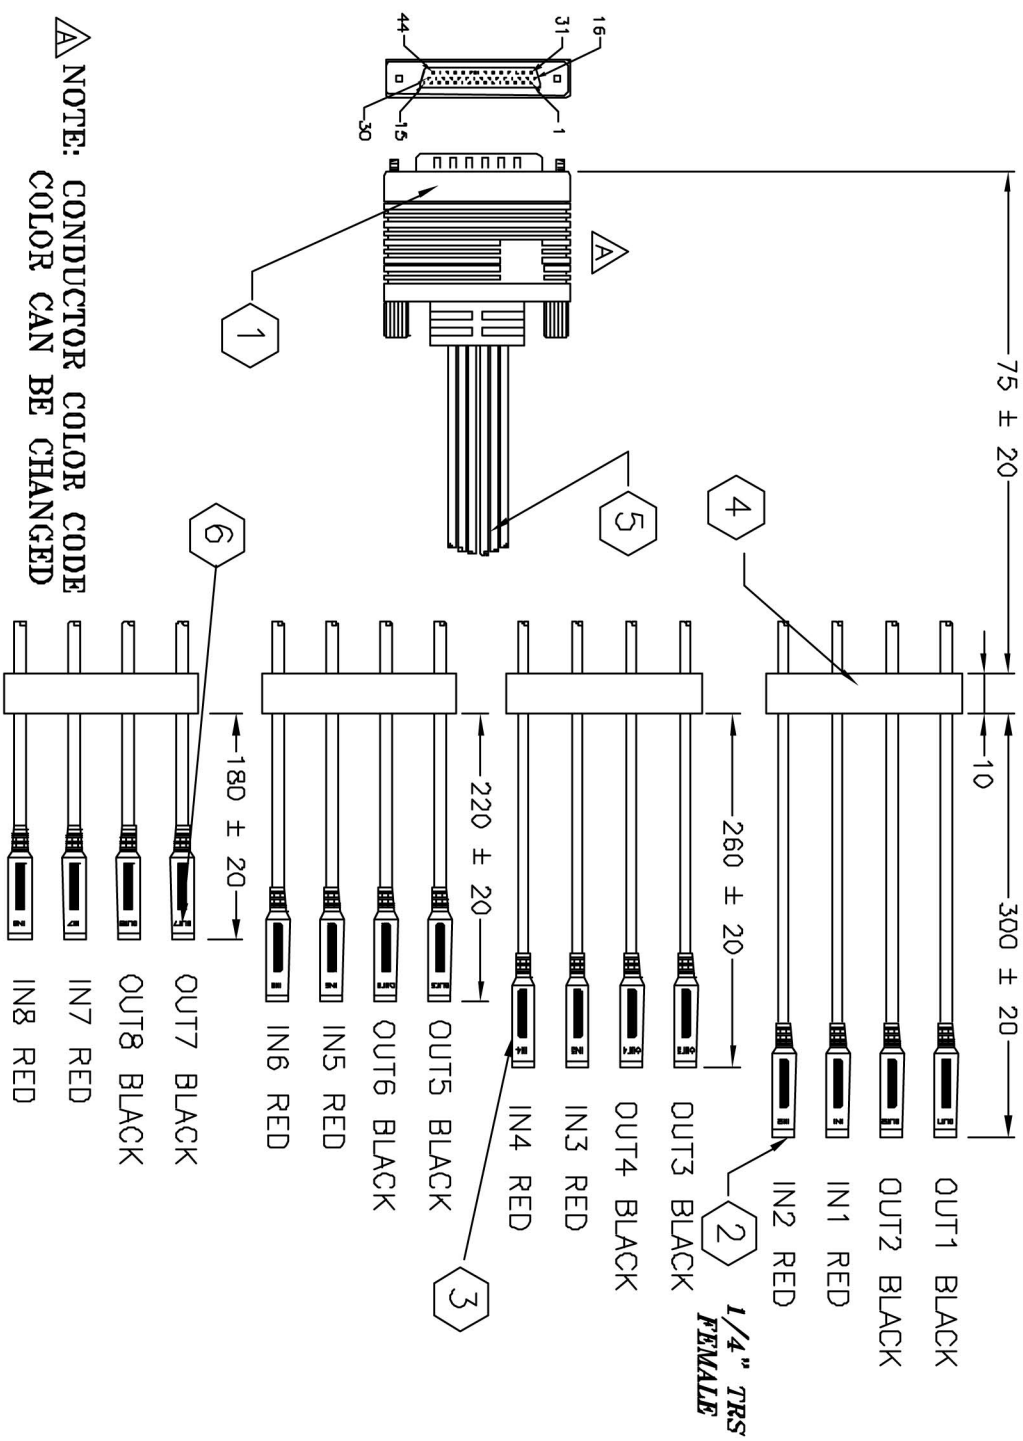 75 ± 20
10
300 ± 20
16
31
44
1
15
30
A
1
5
4
OUT1 BLACK
OUT2 BLACK
IN1 RED
IN2 RED
2
1/4" TRS
FEMALE
260 ± 20
OUT3 BLACK
OUT4 BLACK
IN3 RED
IN4 RED
3
220 ± 20
OUT5 BLACK
OUT6 BLACK
IN5 RED
IN6 RED
6
180 ± 20
OUT7 BLACK
OUT8 BLACK
IN7 RED
IN8 RED
A NOTE: CONDUCTOR COLOR CODE
COLOR CAN BE CHANGED